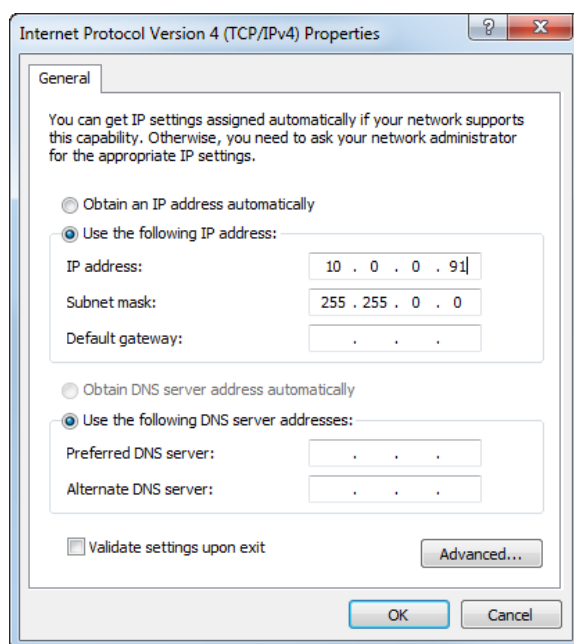 Internet Protocol Version 4 (TCP/IPv4) Properties
?
X
General
You can get IP settings assigned automatically if your network supports
this capability. Otherwise, you need to ask your network administrator
for the appropriate IP settings.
Obtain an IP address automatically
Use the following IP address:
IP address: 10 . 0 . 0 . 91
Subnet mask: 255 . 255 . 0 . 0
Default gateway: . . .
Obtain DNS server address automatically
Use the following DNS server addresses:
Preferred DNS server: . . .
Alternate DNS server: . . .
Validate settings upon exit
Advanced...
OK Cancel